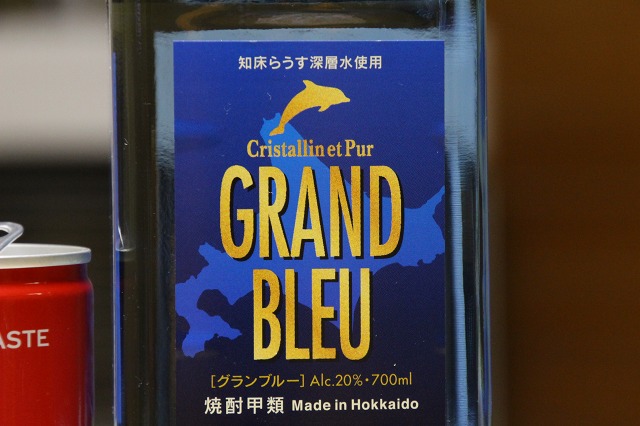 知床らうす深層水使用
Cristallin et Pur
GRAND
BLEU
[グランブルー] Alc.20%・700ml
焼酎甲類 Made in Hokkaido